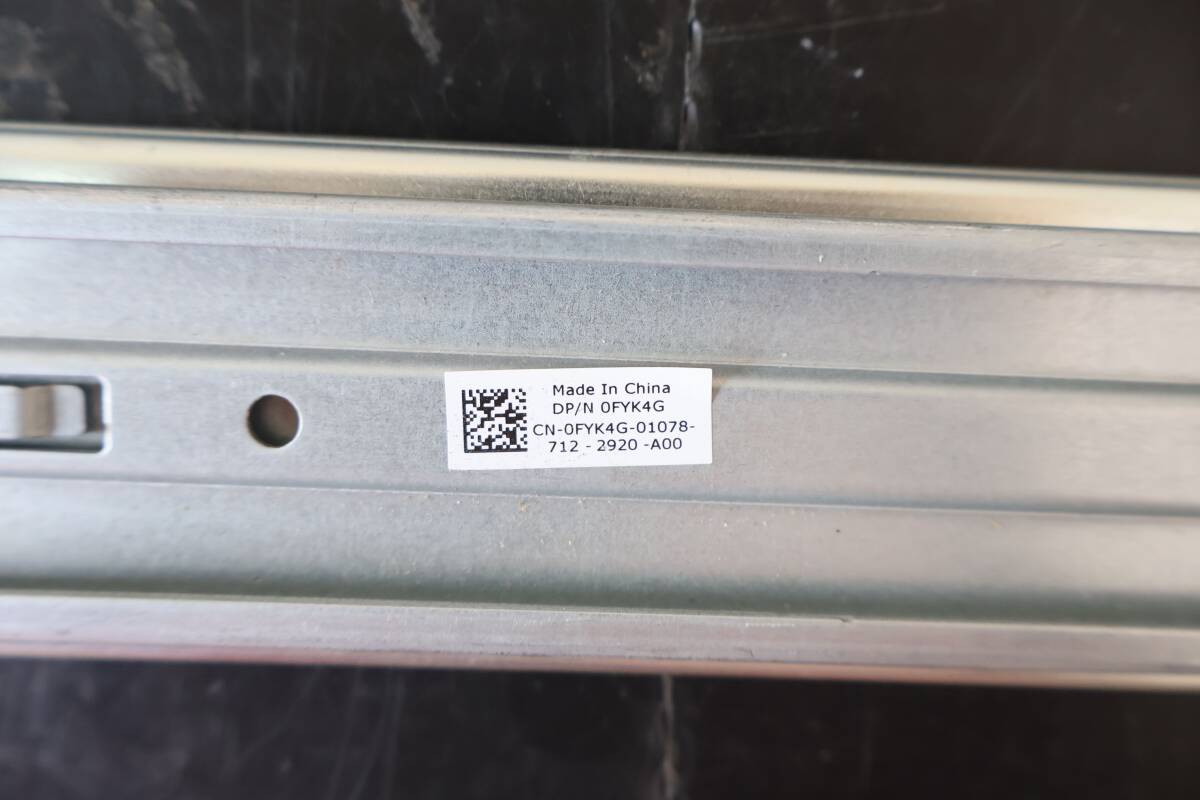 Made In China
DP/N 0FYK4G
CN-0FYK4G-01078-
712 - 2920 -A00